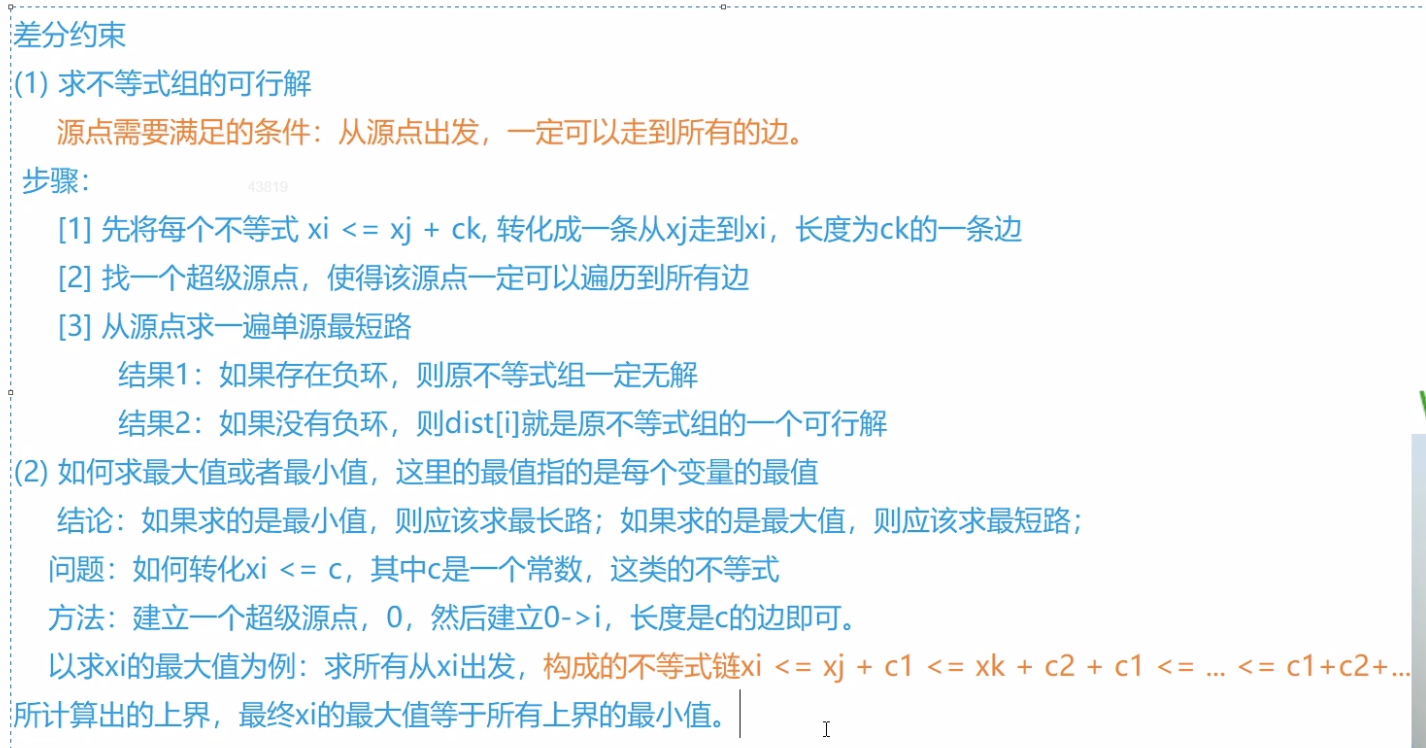 差分约束
(1) 求不等式组的可行解
源点需要满足的条件：从源点出发，一定可以走到所有的边。
步骤：
43819
[1] 先将每个不等式 xi <= xj + ck, 转化成一条从xj走到xi，长度为ck的一条边
[2] 找一个超级源点，使得该源点一定可以遍历到所有边
[3] 从源点求一遍单源最短路
结果1：如果存在负环，则原不等式组一定无解
结果2：如果没有负环，则dist[i]就是原不等式组的一个可行解
(2) 如何求最大值或者最小值，这里的最值指的是每个变量的最值
结论：如果求的是最小值，则应该求最长路；如果求的是最大值，则应该求最短路；
问题：如何转化xi <= c，其中c是一个常数，这类的不等式
方法：建立一个超级源点，0，然后建立0->i，长度是c的边即可。
以求xi的最大值为例：求所有从xi出发，构成的不等式链xi <= xj + c1 <= xk + c2 + c1 <= ... <= c1+c2+...
所计算出的上界，最终xi的最大值等于所有上界的最小值。